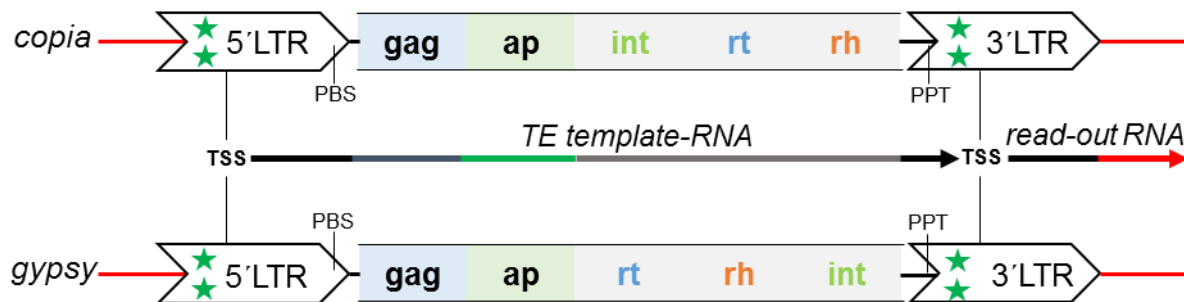 copia 5´LTR gag ap int rt rh 3´LTR
PBS PPT
TE template-RNA read-out RNA
TSS TSS
PBS PPT
gypsy 5´LTR gag ap rt rh int 3´LTR